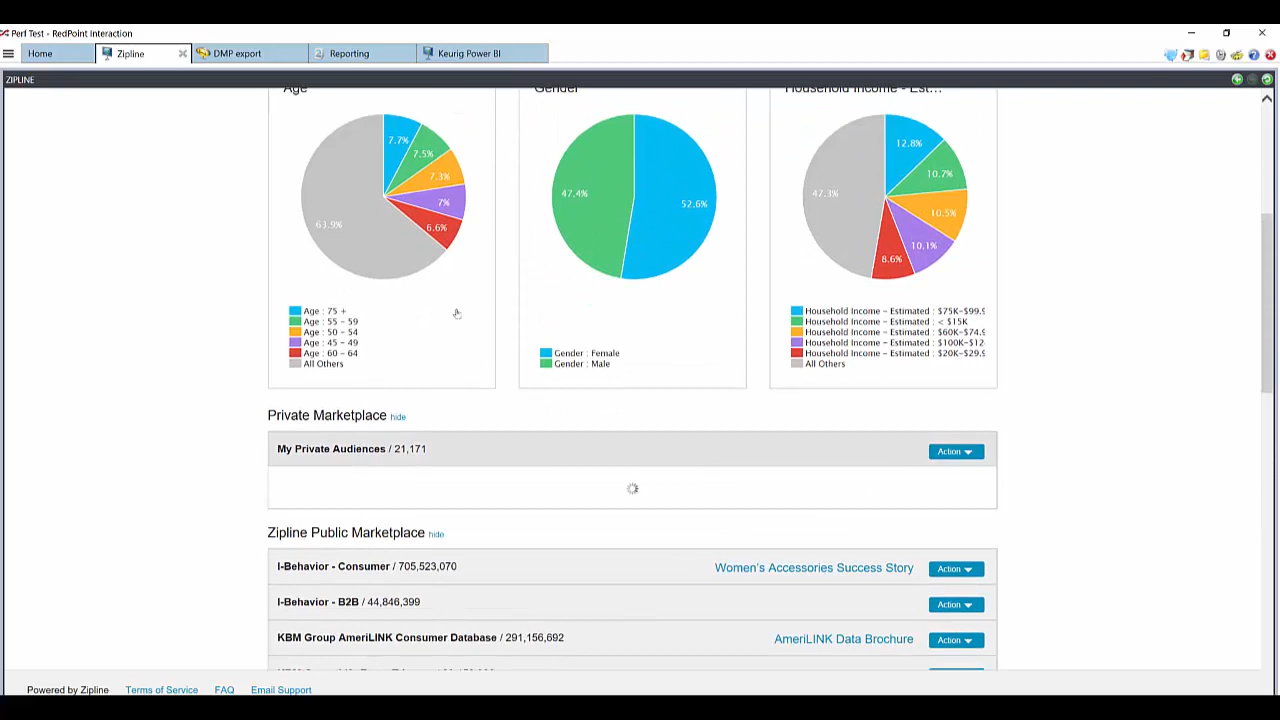 Perf Test - RedPoint Interaction
Home
Zipline
DMP export
Reporting
Keurig Power BI
ZIPLINE
Age
Gender
Household Income - Est...
7.7%
7.5%
7.3%
7%
6.6%
63.9%
47.4%
52.6%
12.8%
10.7%
10.5%
10.1%
8.6%
47.3%
Age : 75 +
Age : 55 - 59
Age : 50 - 54
Age : 45 - 49
Age : 60 - 64
All Others
Gender : Female
Gender : Male
Household Income - Estimated : $75K-$99.9
Household Income - Estimated : < $15K
Household Income - Estimated : $60K-$74.9
Household Income - Estimated : $100K-$12
Household Income - Estimated : $20K-$29.9
All Others
Private Marketplace hide
My Private Audiences / 21,171
Action
Zipline Public Marketplace hide
I-Behavior - Consumer / 705,523,070
Women's Accessories Success Story
Action
I-Behavior - B2B / 44,846,399
Action
KBM Group AmeriLINK Consumer Database / 291,156,692
AmeriLINK Data Brochure
Action
Powered by Zipline
Terms of Service
FAQ
Email Support